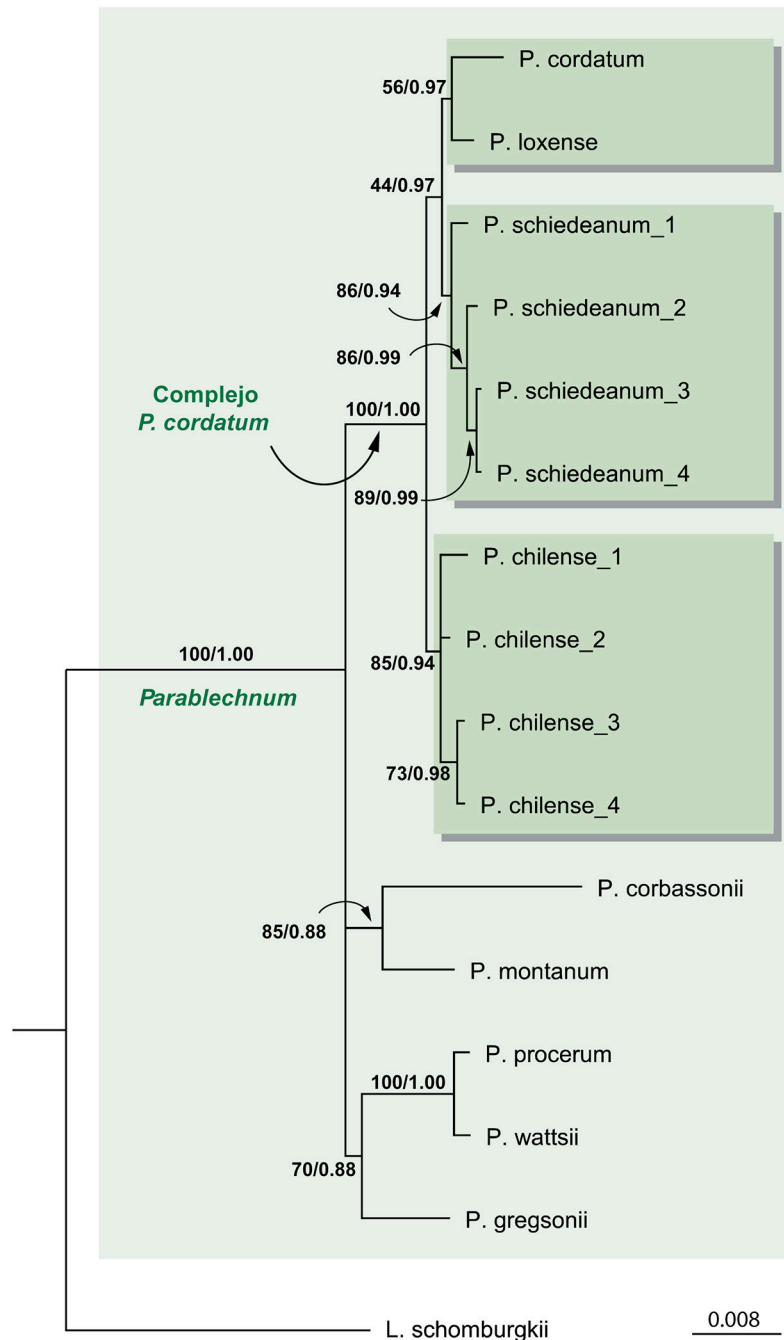 P. cordatum
56/0.97
P. loxense
44/0.97
P. schiedeanum_1
86/0.94
P. schiedeanum_2
86/0.99
Complejo
P. cordatum
100/1.00
P. schiedeanum_3
P. schiedeanum_4
89/0.99
P. chilense_1
P. chilense_2
85/0.94
100/1.00
Parablechnum
P. chilense_3
73/0.98
P. chilense_4
P. corbassonii
85/0.88
P. montanum
P. procerum
100/1.00
P. wattsii
70/0.88
P. gregsonii
L. schomburgkii
0.008